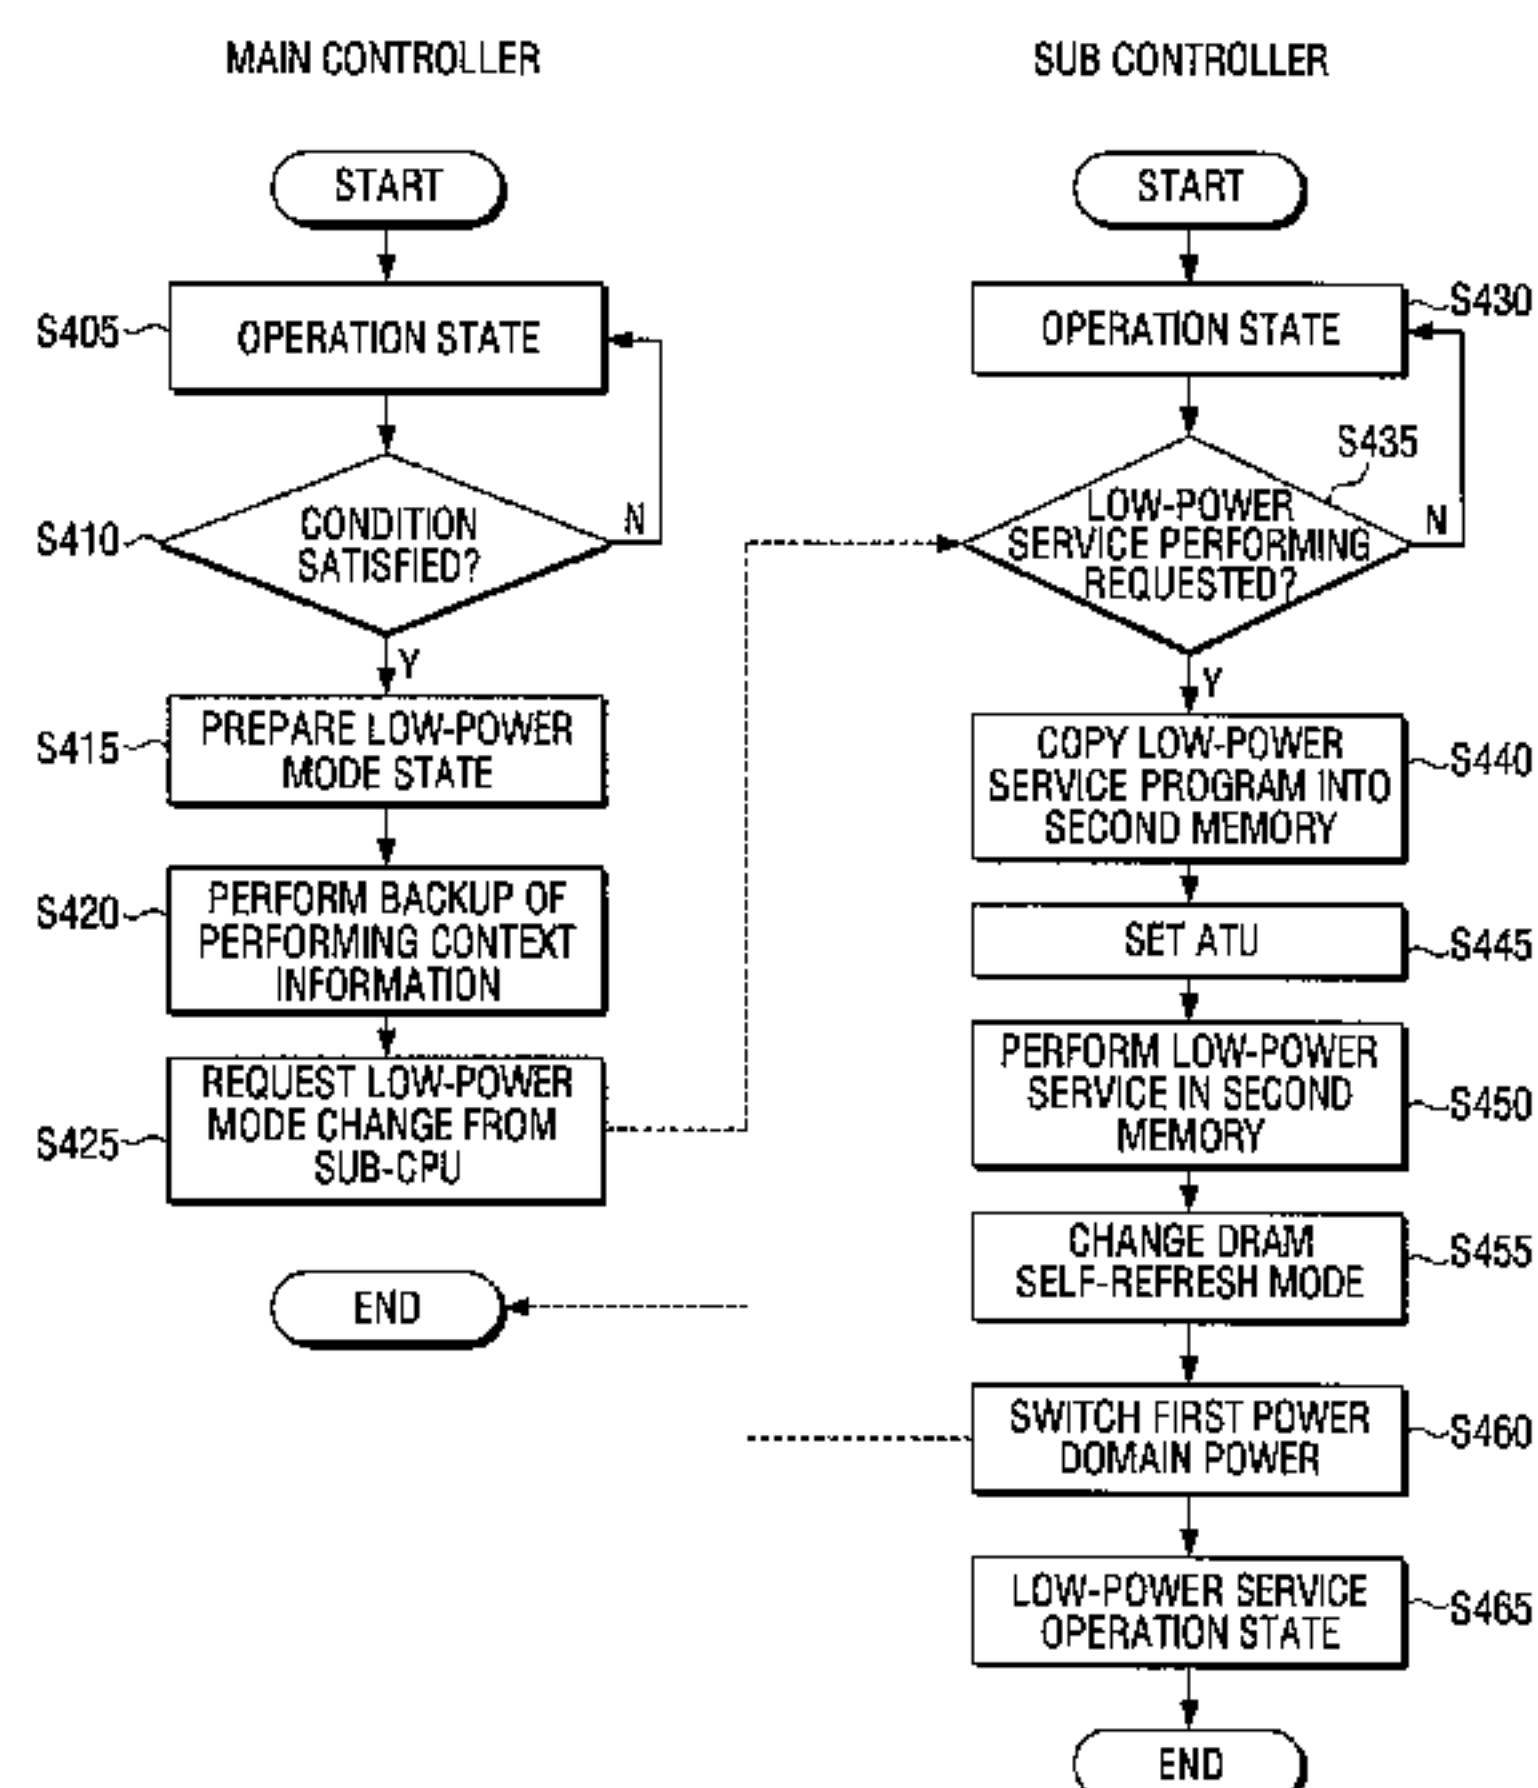 MAIN CONTROLLER
START
S405
OPERATION STATE
S410
CONDITION
SATISFIED?
N
Y
S415
PREPARE LOW-POWER
MODE STATE
S420
PERFORM BACKUP OF
PERFORMING CONTEXT
INFORMATION
S425
REQUEST LOW-POWER
MODE CHANGE FROM
SUB-CPU
END
SUB CONTROLLER
START
OPERATION STATE
S430
S435
LOW-POWER
SERVICE PERFORMING
REQUESTED?
N
Y
COPY LOW-POWER
SERVICE PROGRAM INTO
SECOND MEMORY
S440
SET ATU
S445
PERFORM LOW-POWER
SERVICE IN SECOND
MEMORY
S450
CHANGE DRAM
SELF-REFRESH MODE
S455
SWITCH FIRST POWER
DOMAIN POWER
S460
LOW-POWER SERVICE
OPERATION STATE
S465
END